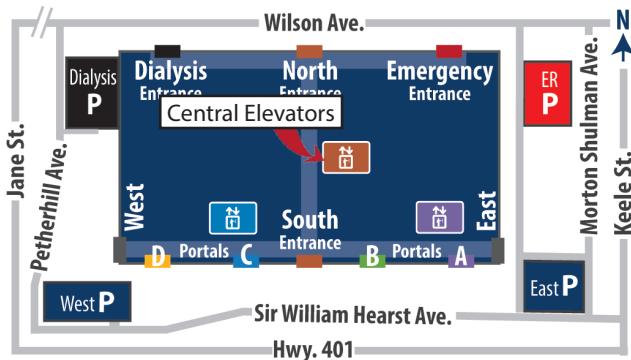 Wilson Ave.
N
Dialysis
P
Dialysis
Entrance
North
Entrance
Emergency
Entrance
ER
P
Central Elevators
Jane St.
Petherhill Ave.
West
East
Morton Shulman Ave.
Keele St.
South
Entrance
Portals
Portals
D
C
B
A
West P
East P
Sir William Hearst Ave.
Hwy. 401